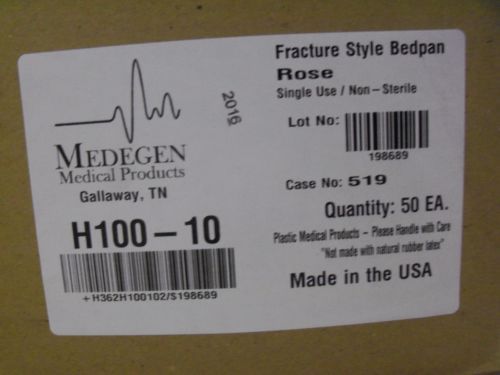 MEDEGEN
Medical Products
Gallaway, TN
2016
H100-10
+H362H100102/S198689
Fracture Style Bedpan
Rose
Single Use / Non-Sterile
Lot No:
198689
Case No: 519
Quantity: 50 EA.
Plastic Medical Products - Please Handle with Care
"Not made with natural rubber latex"
Made in the USA